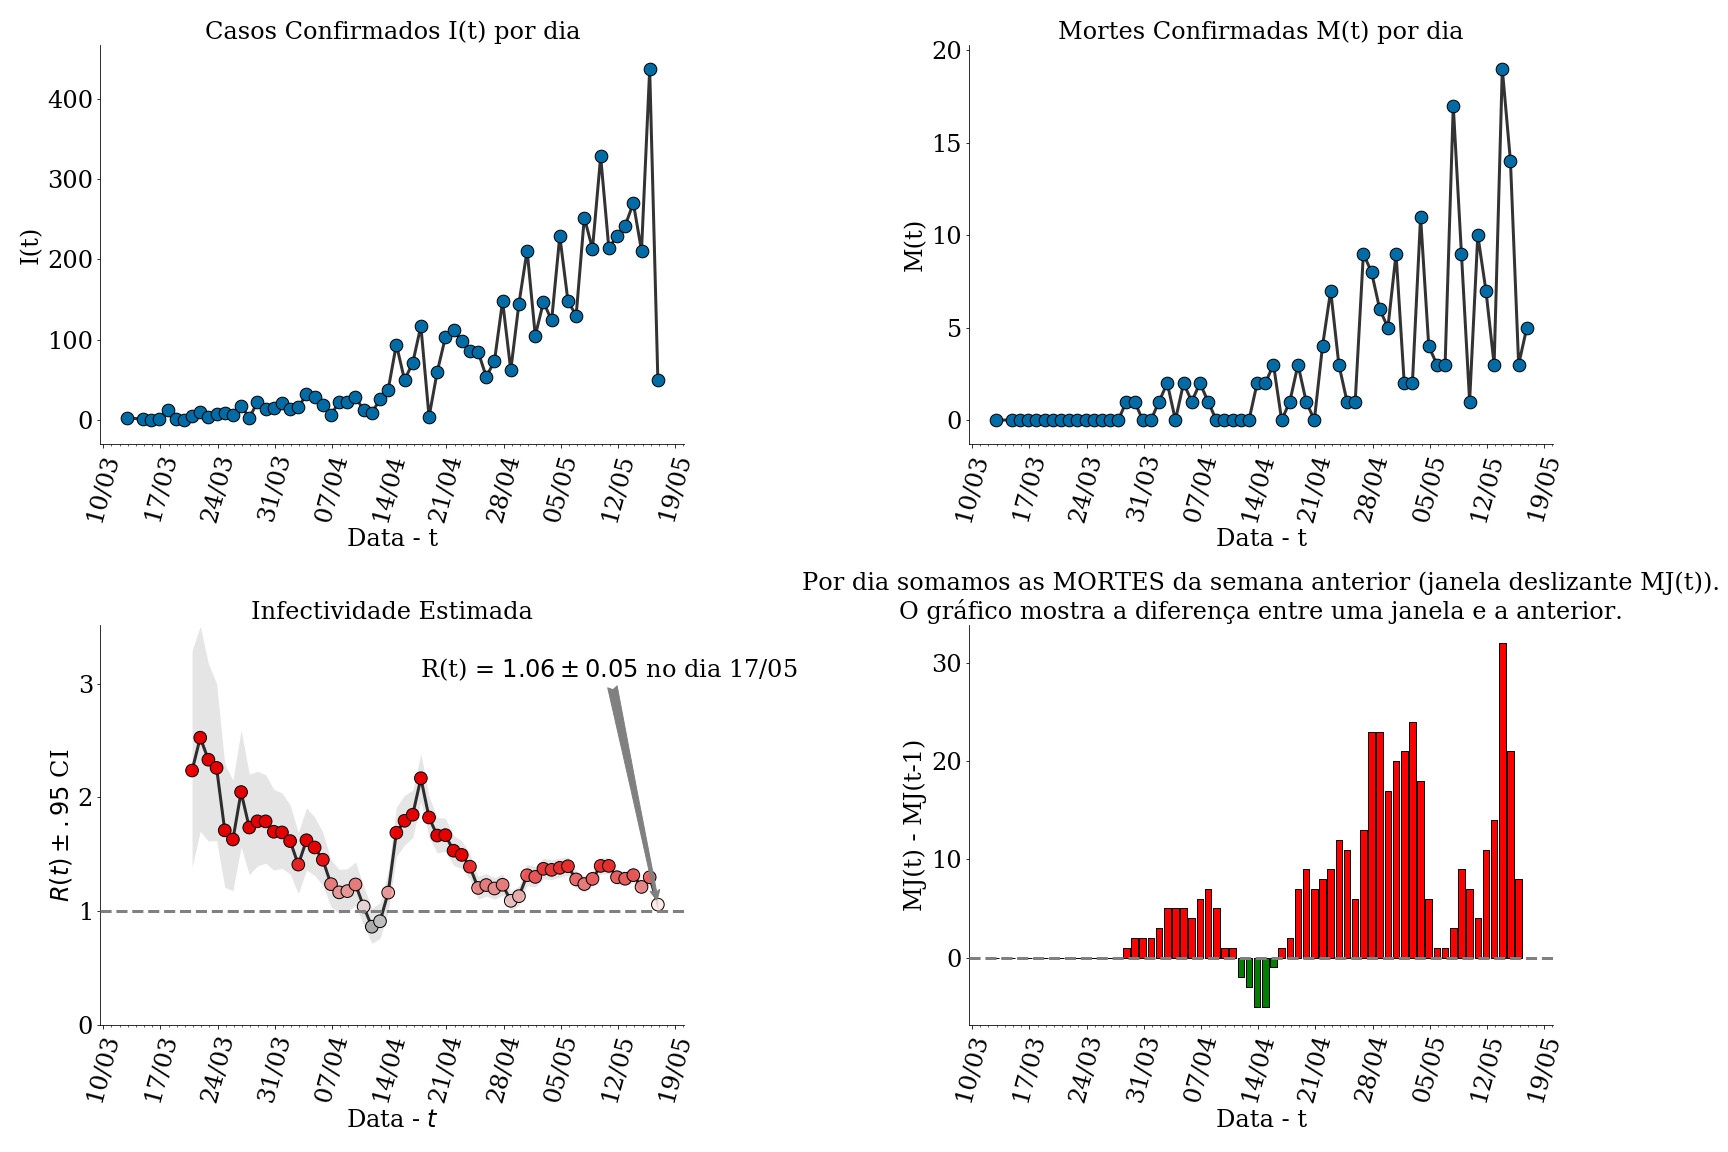 Casos Confirmados I(t) por dia
I(t)
400
300
200
100
0
10/03 17/03 24/03 31/03 07/04 14/04 21/04 28/04 05/05 12/05 19/05
Data - t
Mortes Confirmadas M(t) por dia
M(t)
20
15
10
5
0
10/03 17/03 24/03 31/03 07/04 14/04 21/04 28/04 05/05 12/05 19/05
Data - t
Infectividade Estimada
R(t) = 1.06 ± 0.05 no dia 17/05
R(t) ± .95 CI
3
2
1
0
10/03 17/03 24/03 31/03 07/04 14/04 21/04 28/04 05/05 12/05 19/05
Data - t
Por dia somamos as MORTES da semana anterior (janela deslizante MJ(t)).
O gráfico mostra a diferença entre uma janela e a anterior.
MJ(t) - MJ(t-1)
30
20
10
0
10/03 17/03 24/03 31/03 07/04 14/04 21/04 28/04 05/05 12/05 19/05
Data - t